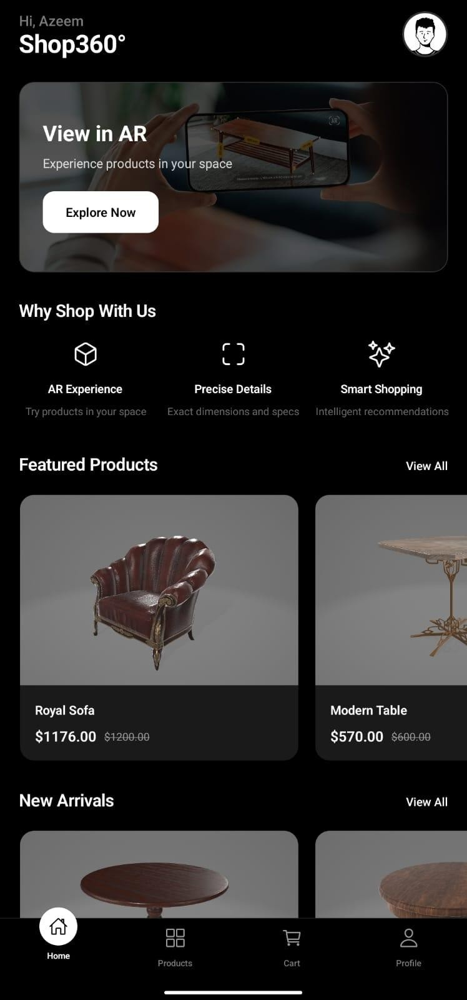 Hi, Azeem
Shop360°
View in AR
Experience products in your space
Explore Now
AR
Why Shop With Us
AR Experience
Precise Details
Smart Shopping
Try products in your space
Exact dimensions and specs
Intelligent recommendations
Featured Products
View All
Royal Sofa
$1176.00 $1200.00
Modern Table
$570.00 $600.00
New Arrivals
View All
Home
Products
Cart
Profile